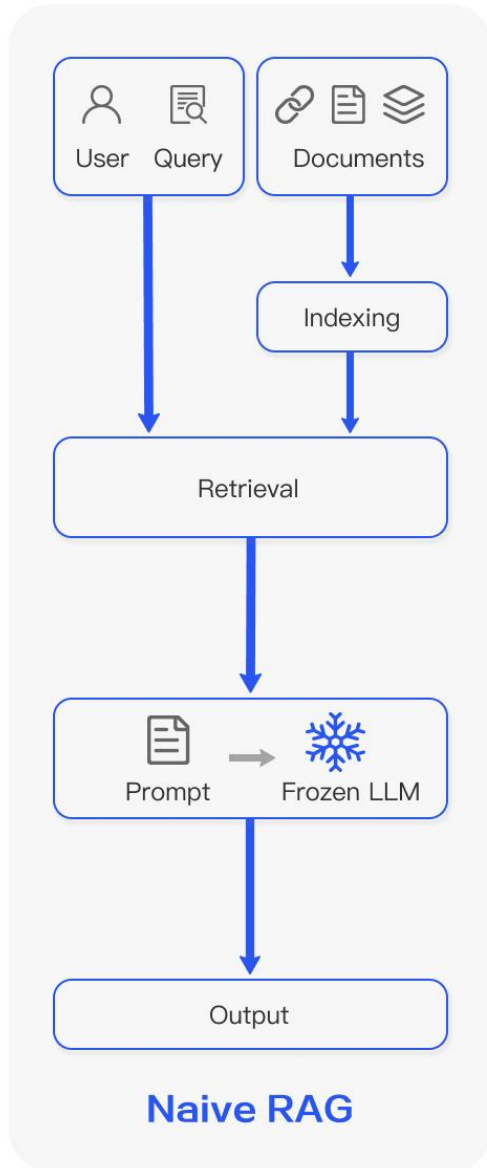 User Query
Documents
Indexing
Retrieval
Prompt
Frozen LLM
Output
Naive RAG